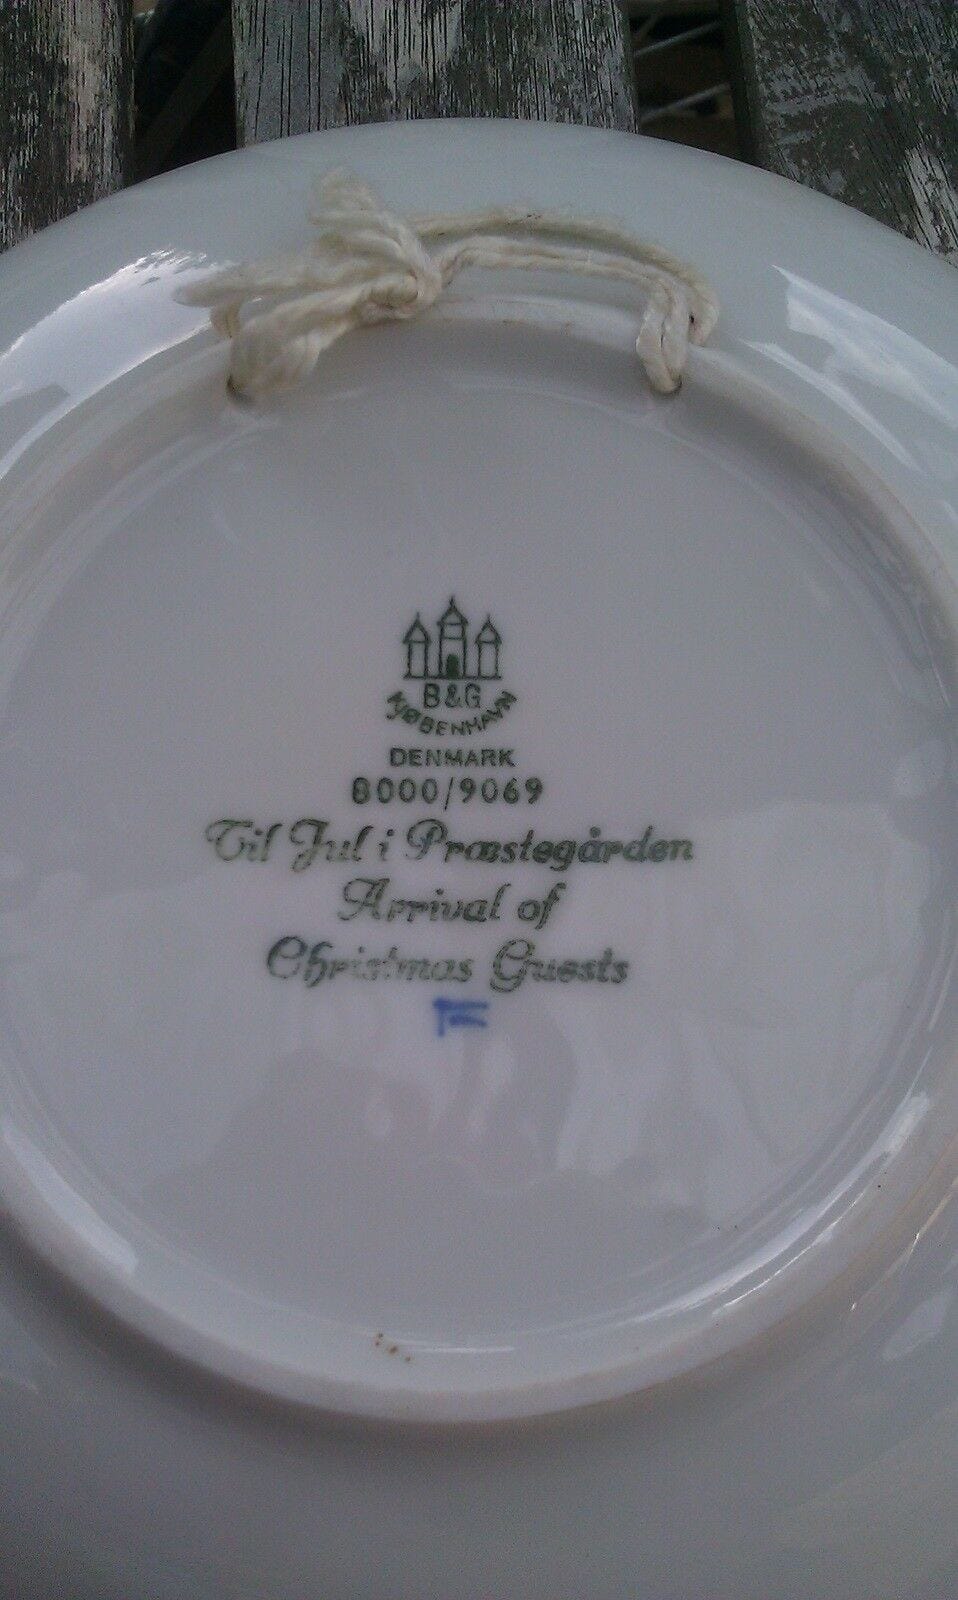 B&G
KJØBENHAVN
DENMARK
8000/9069
Til Jul i Præstegården
Arrival of
Christmas Guests